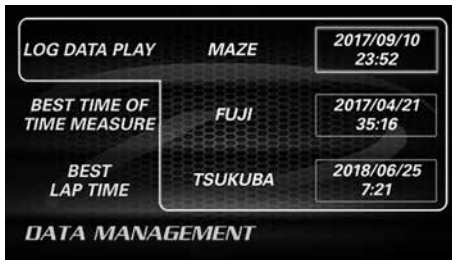 LOG DATA PLAY
MAZE
2017/09/10
23:52
BEST TIME OF
TIME MEASURE
FUJI
2017/04/21
35:16
BEST
LAP TIME
TSUKUBA
2018/06/25
7:21
DATA MANAGEMENT